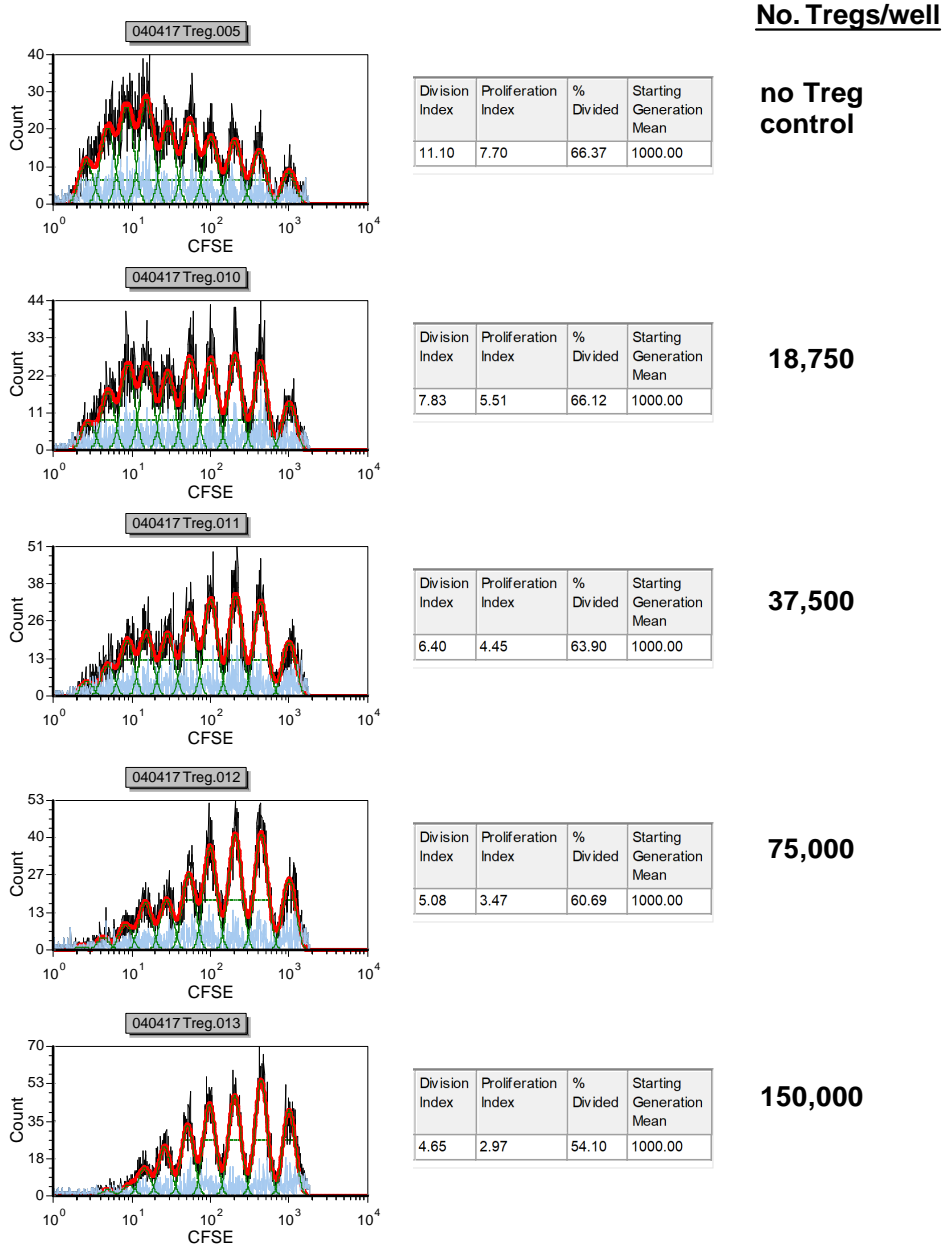 No. Tregs/well
040417 Treg.005
40
30
20
10
0
Count
10^0 10^1 10^2 10^3 10^4
CFSE
Division Index Proliferation Index % Divided Starting Generation Mean
11.10 7.70 66.37 1000.00
no Treg
control
040417 Treg.010
44
33
22
11
0
Count
10^0 10^1 10^2 10^3 10^4
CFSE
Division Index Proliferation Index % Divided Starting Generation Mean
7.83 5.51 66.12 1000.00
18,750
040417 Treg.011
51
38
26
13
0
Count
10^0 10^1 10^2 10^3 10^4
CFSE
Division Index Proliferation Index % Divided Starting Generation Mean
6.40 4.45 63.90 1000.00
37,500
040417 Treg.012
53
40
27
13
0
Count
10^0 10^1 10^2 10^3 10^4
CFSE
Division Index Proliferation Index % Divided Starting Generation Mean
5.08 3.47 60.69 1000.00
75,000
040417 Treg.013
70
53
35
18
0
Count
10^0 10^1 10^2 10^3 10^4
CFSE
Division Index Proliferation Index % Divided Starting Generation Mean
4.65 2.97 54.10 1000.00
150,000